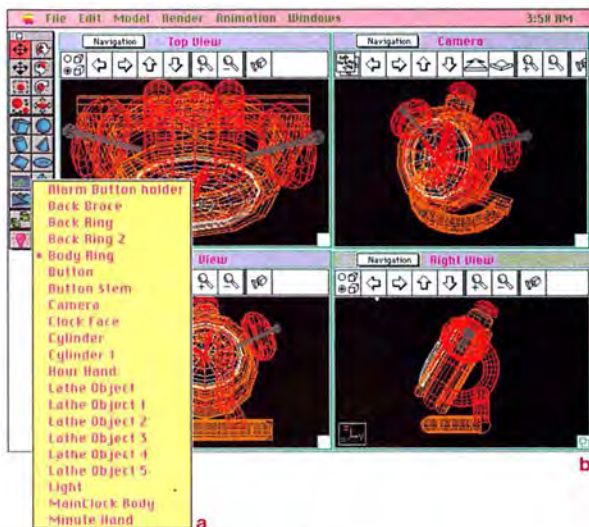 File Edit Model Render Animation Windows 3:58 AM
Navigation Top View
Navigation Camera
View
Navigation Right View
Alarm Button holder
Back Brace
Back Ring
Back Ring 2
Body Ring
Button
Button Stem
Camera
Clock Face
Cylinder
Cylinder 1
Hour Hand
Lathe Object
Lathe Object 1
Lathe Object 2
Lathe Object 3
Lathe Object 4
Lathe Object 5
Light
MainClock Body
Minute Hand
a
b